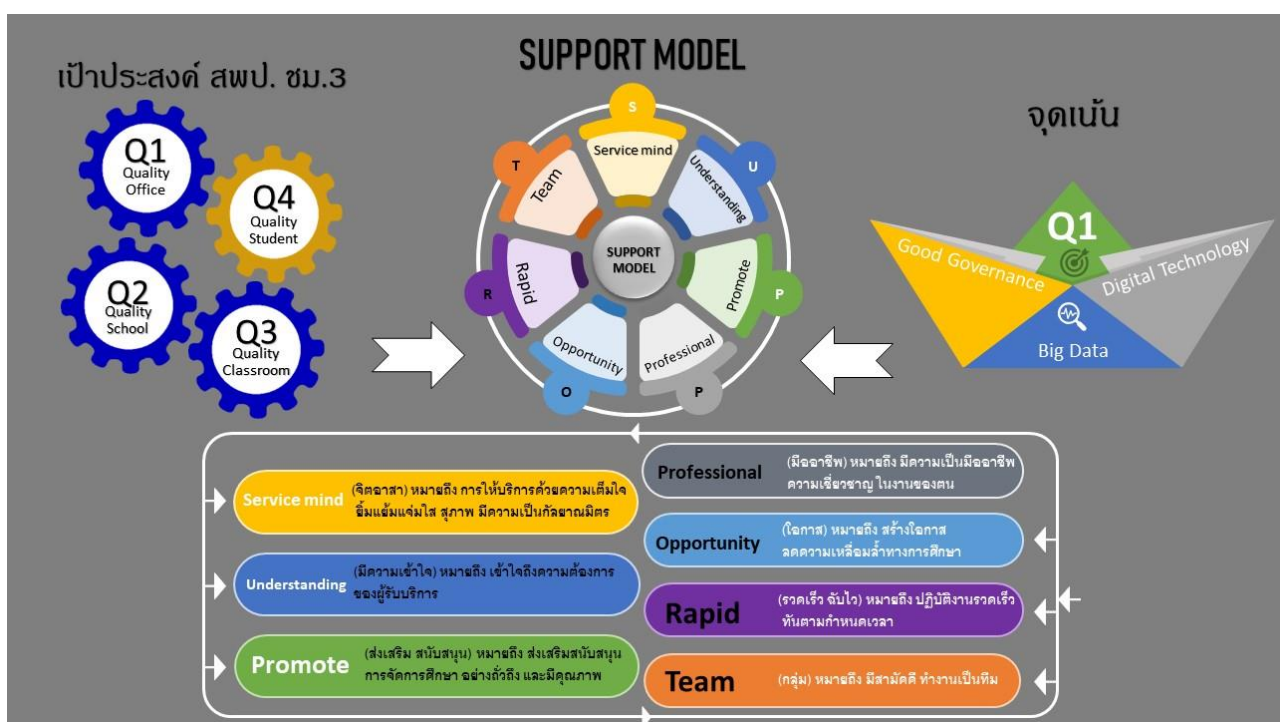 เป้าประสงค์ สพป. ชม.3
Q1
Quality
Office
Q4
Quality
Student
Q2
Quality
School
Q3
Quality
Classroom
SUPPORT MODEL
S
Service mind
U
Understanding
P
Promote
P
Professional
O
Opportunity
R
Rapid
T
Team
SUPPORT
MODEL
จุดเน้น
Q1
Good Governance
Digital Technology
Big Data
Service mind
(จิตอาสา) หมายถึง การให้บริการด้วยความเต็มใจ
ยิ้มแย้มแจ่มใส สุภาพ มีความเป็นกัลยาณมิตร
Understanding
(มีความเข้าใจ) หมายถึง เข้าใจถึงความต้องการ
ของผู้รับบริการ
Promote
(ส่งเสริม สนับสนุน) หมายถึง ส่งเสริมสนับสนุน
การจัดการศึกษา อย่างถั่วถึง และมีคุณภาพ
Professional
(มืออาชีพ) หมายถึง มีความเป็นมืออาชีพ
ความเชี่ยวชาญ ในงานของตน
Opportunity
(โอกาส) หมายถึง สร้างโอกาส
ลดความเหลื่อมล้ำทางการศึกษา
Rapid
(รวดเร็ว ฉับไว) หมายถึง ปฏิบัติงานรวดเร็ว
ทันตามกำหนดเวลา
Team
(กลุ่ม) หมายถึง มีสามัคคี ทำงานเป็นทีม